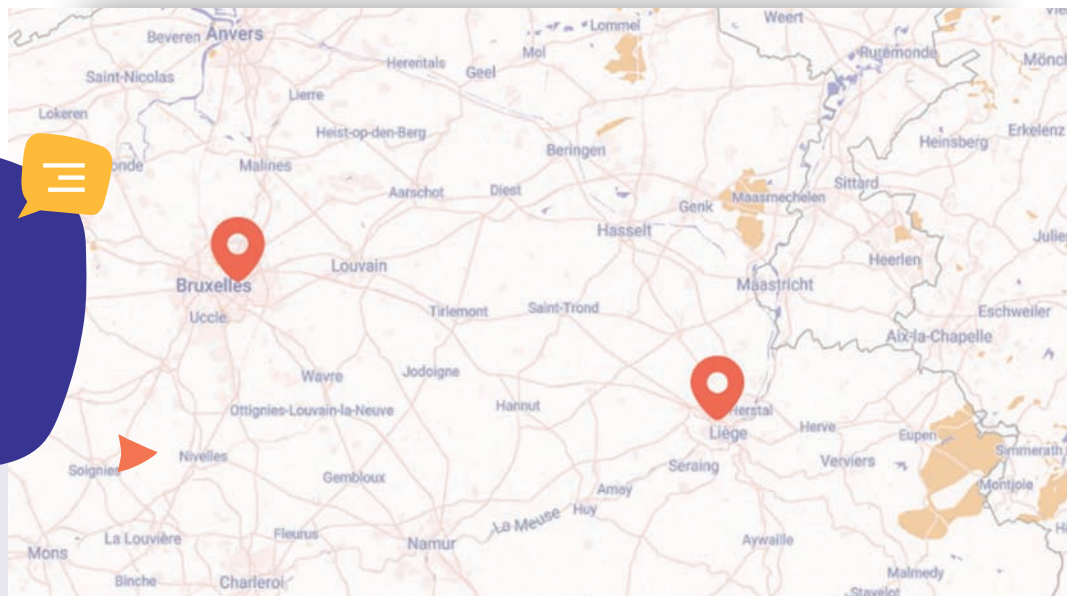 Lommel
Weert
Beveren
Anvers
Mol
Ruremonde
Herentals
Geel
Saint-Nicolas
Lierre
Lokeren
Heist-op-den-Berg
Erkelenz
Heinsberg
Beringen
onde
Malines
Sittard
Aarschot
Diest
Maasmechelen
Genk
Hasselt
Heerlen
Louvain
Bruxelles
Maastricht
Tirlemont
Saint-Trond
Eschweiler
Uccle
Aix-la-Chapelle
Wavre
Jodoigne
Ottignies-Louvain-la-Neuve
Hannut
Herstal
Herve
Liège
Eupen
Simmerath
Soignies
Nivelles
Gembloux
Seraing
Verviers
Montjoie
Amay
Huy
La Meuse
La Louvière
Fleurus
Namur
Aywaille
Mons
Binche
Charleroi
Malmedy
Stavelot